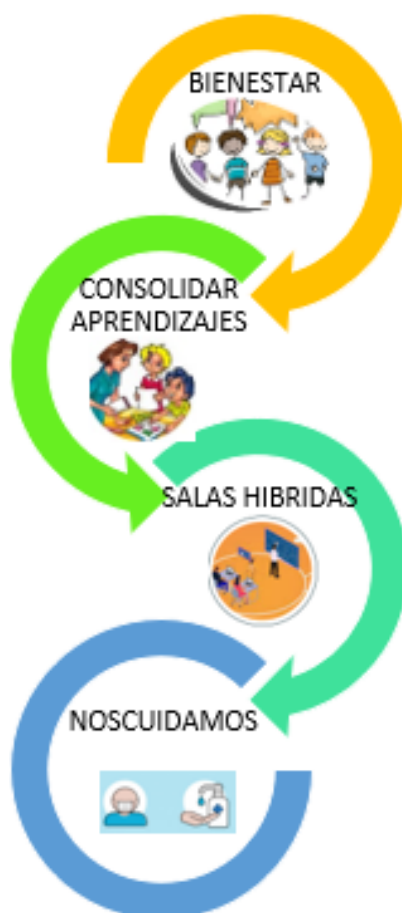 BIENESTAR
CONSOLIDAR
APRENDIZAJES
SALAS HIBRIDAS
NOSCUIDAMOS